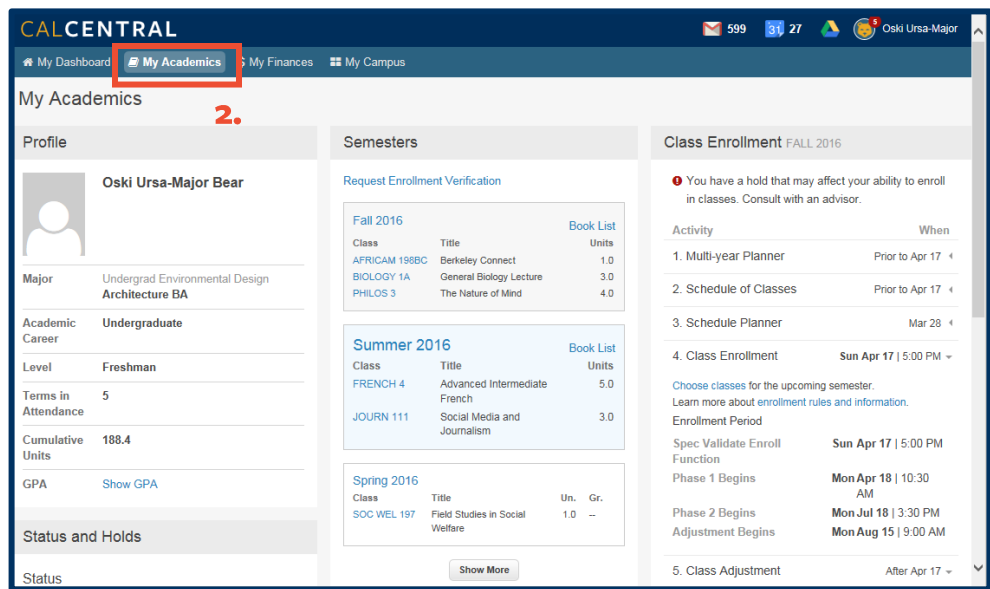 CALCENTRAL
599
31
27
5
Oski Ursa-Major
My Dashboard
My Academics
My Finances
My Campus
2.
My Academics
Profile
Oski Ursa-Major Bear
Major Undergrad Environmental Design
Architecture BA
Academic Career Undergraduate
Level Freshman
Terms in Attendance 5
Cumulative Units 188.4
GPA Show GPA
Status and Holds
Status
Semesters
Request Enrollment Verification
Fall 2016 Book List
Class Title Units
AFRICAM 198BC Berkeley Connect 1.0
BIOLOGY 1A General Biology Lecture 3.0
PHILOS 3 The Nature of Mind 4.0
Summer 2016 Book List
Class Title Units
FRENCH 4 Advanced Intermediate French 5.0
JOURN 111 Social Media and Journalism 3.0
Spring 2016
Class Title Un. Gr.
SOC WEL 197 Field Studies in Social Welfare 1.0 --
Show More
Class Enrollment FALL 2016
You have a hold that may affect your ability to enroll
in classes. Consult with an advisor.
Activity When
1. Multi-year Planner Prior to Apr 17
2. Schedule of Classes Prior to Apr 17
3. Schedule Planner Mar 28
4. Class Enrollment Sun Apr 17 | 5:00 PM
Choose classes for the upcoming semester.
Learn more about enrollment rules and information.
Enrollment Period
Spec Validate Enroll Function Sun Apr 17 | 5:00 PM
Phase 1 Begins Mon Apr 18 | 10:30 AM
Phase 2 Begins Mon Jul 18 | 3:30 PM
Adjustment Begins Mon Aug 15 | 9:00 AM
5. Class Adjustment After Apr 17